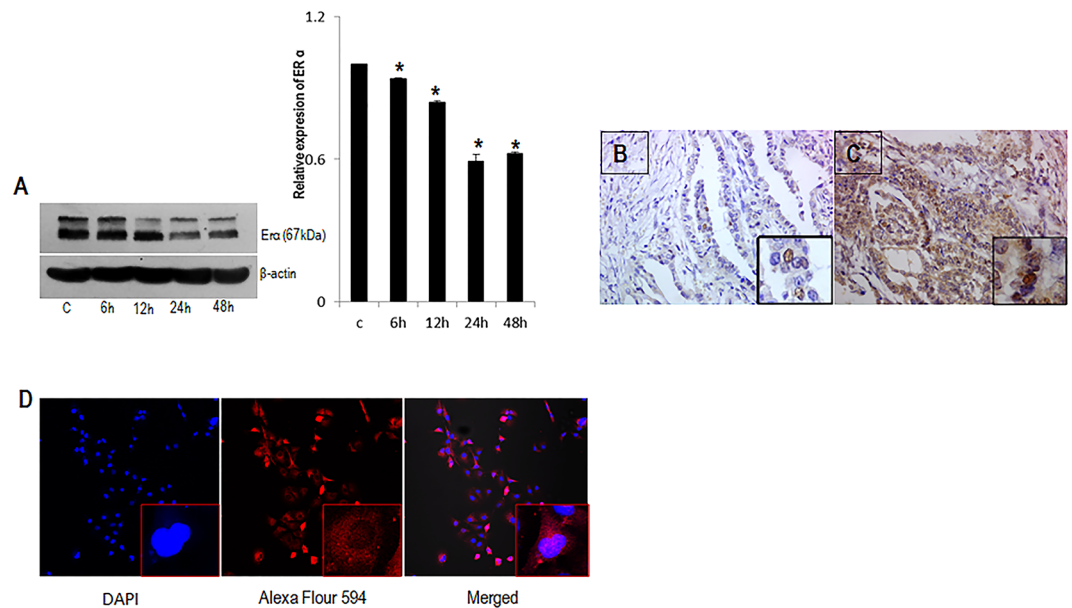 A
Erα (67kDa)
β-actin
C 6h 12h 24h 48h
Relative expresion of ER α
1.2
0.6
0
*
*
*
*
c 6h 12h 24h 48h
B
C
D
DAPI
Alexa Flour 594
Merged